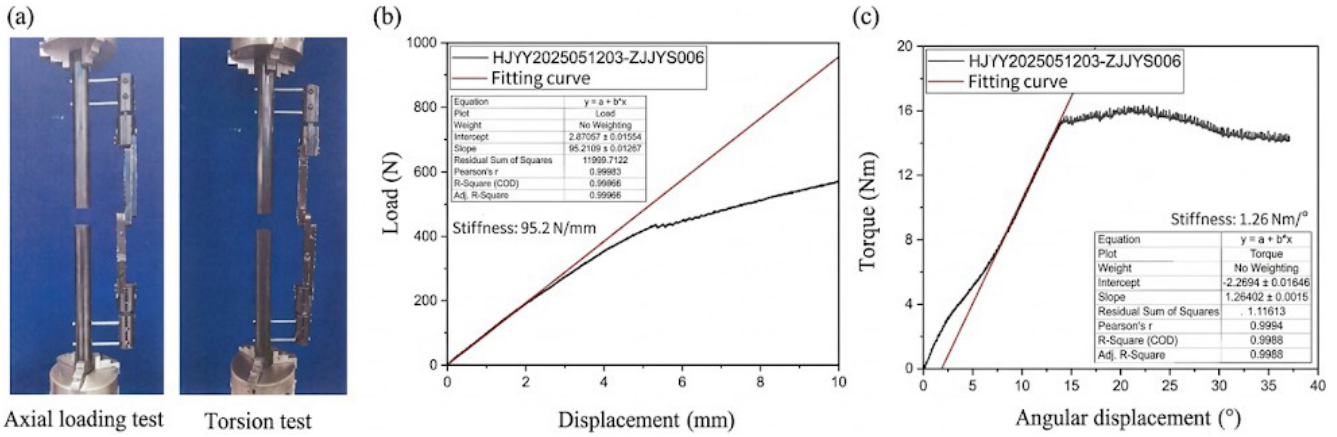 (a)
Axial loading test
Torsion test
(b)
1000
800
600
400
200
0
Load (N)
HJYY2025051203-ZJJYS006
Fitting curve
Equation y = a + b*x
Plot Load
Weight No Weighting
Intercept 2.87057 ± 0.01554
Slope 95.2109 ± 0.01267
Residual Sum of Squares 11999.7122
Pearson's r 0.99983
R-Square (COD) 0.99966
Adj. R-Square 0.99966
Stiffness: 95.2 N/mm
0 2 4 6 8 10
Displacement (mm)
(c)
20
16
12
8
4
0
Torque (Nm)
HJYY2025051203-ZJJYS006
Fitting curve
Stiffness: 1.26 Nm/°
Equation y = a + b*x
Plot Torque
Weight No Weighting
Intercept -2.2694 ± 0.01646
Slope 1.26402 ± 0.0015
Residual Sum of Squares 1.11613
Pearson's r 0.9994
R-Square (COD) 0.9988
Adj. R-Square 0.9988
0 5 10 15 20 25 30 35 40
Angular displacement (°)